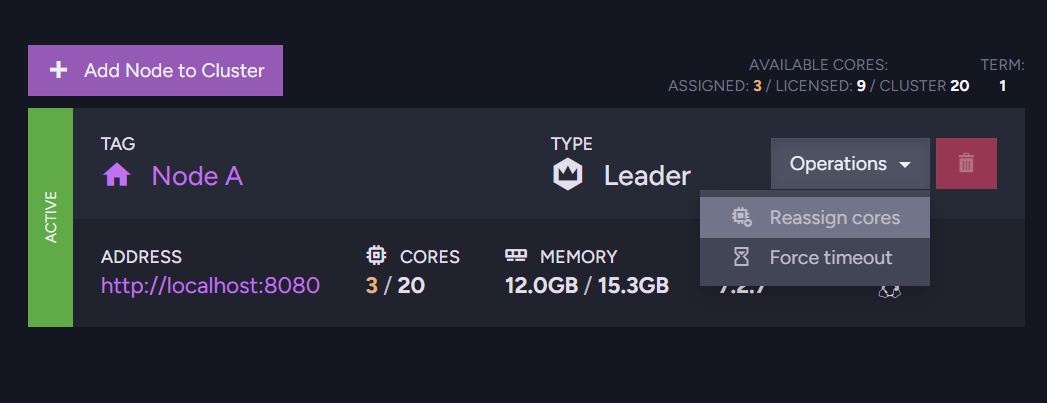 Add Node to Cluster
AVAILABLE CORES: TERM:
ASSIGNED: 3 / LICENSED: 9 / CLUSTER 20 1
ACTIVE
TAG
Node A
TYPE
Leader
Operations
Reassign cores
Force timeout
ADDRESS
http://localhost:8080
CORES
3 / 20
MEMORY
12.0GB / 15.3GB